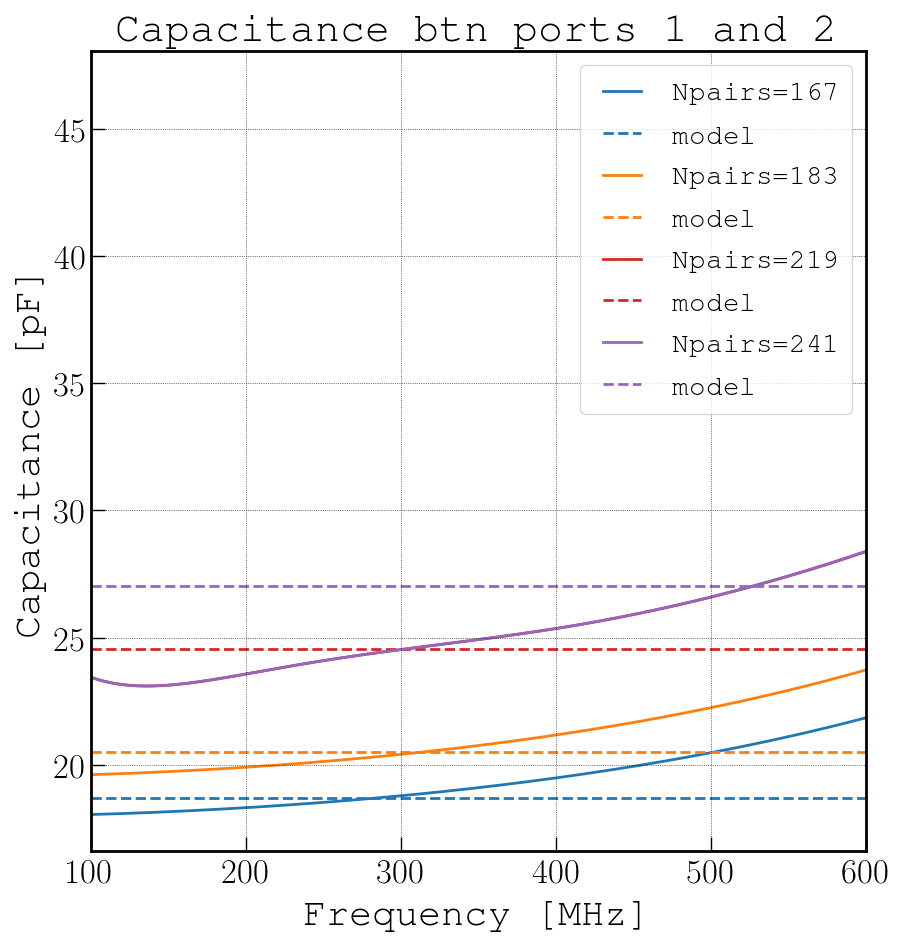 Capacitance btn ports 1 and 2
Npairs=167
model
Npairs=183
model
Npairs=219
model
Npairs=241
model
Capacitance [pF]
45
40
35
30
25
20
100 200 300 400 500 600
Frequency [MHz]